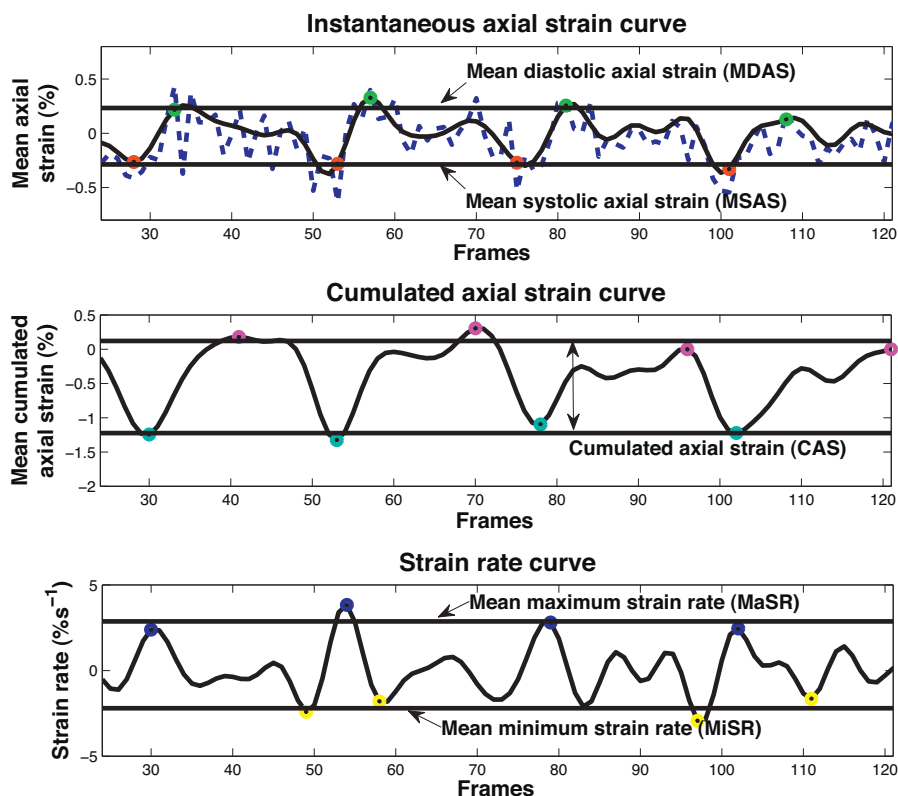 Instantaneous axial strain curve
Mean axial
strain (%)
0.5
0
−0.5
Mean diastolic axial strain (MDAS)
Mean systolic axial strain (MSAS)
30 40 50 60 70 80 90 100 110 120
Frames
Cumulated axial strain curve
Mean cumulated
axial strain (%)
0.5
0
−0.5
−1
−1.5
−2
Cumulated axial strain (CAS)
30 40 50 60 70 80 90 100 110 120
Frames
Strain rate curve
Strain rate (%s−1)
5
0
−5
Mean maximum strain rate (MaSR)
Mean minimum strain rate (MiSR)
30 40 50 60 70 80 90 100 110 120
Frames